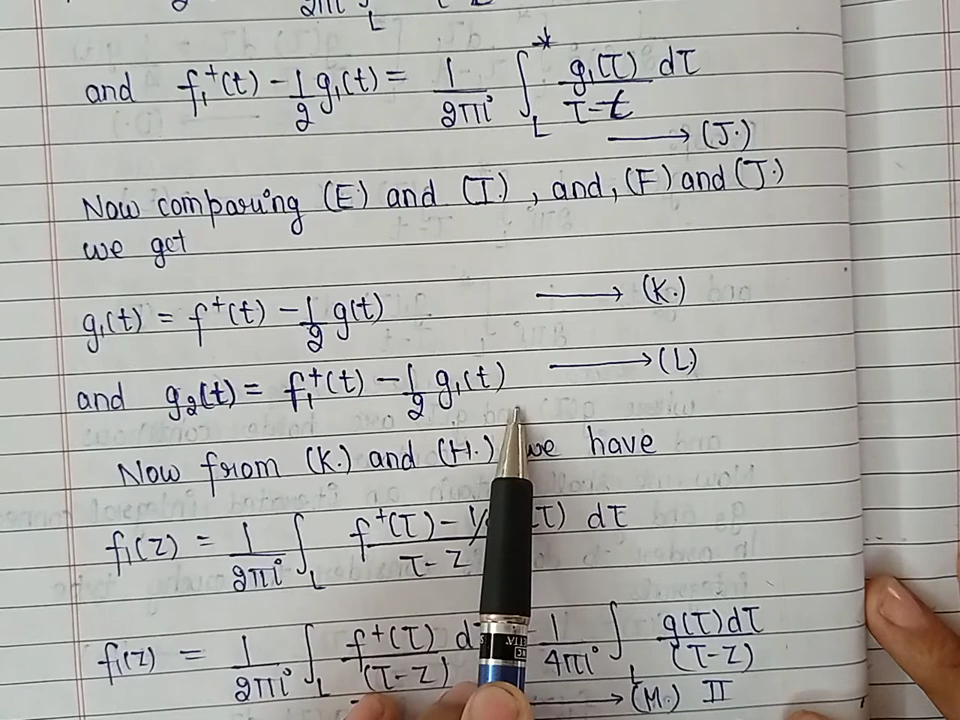 and f₁⁺(t) − 1/2 g₁(t) = 1/2πi ∫*_L g₁(τ) dτ / τ−t
⟶ (J.)
Now comparing (E) and (I.), and, (F) and (J.)
we get
g₁(t) = f⁺(t) − 1/2 g(t) ⟶ (K.)
and g₂(t) = f₁⁺(t) − 1/2 g₁(t) ⟶ (L)
Now from (K.) and (H.) we have
f₁(z) = 1/2πi ∫_L f⁺(τ) − 1/ (τ) dτ / τ−z
f₁(z) = 1/2πi ∫_L f⁺(τ) d / (τ−z) 1/4πi ∫_L g(τ)dτ / (τ−z)
⟶ (M.) II